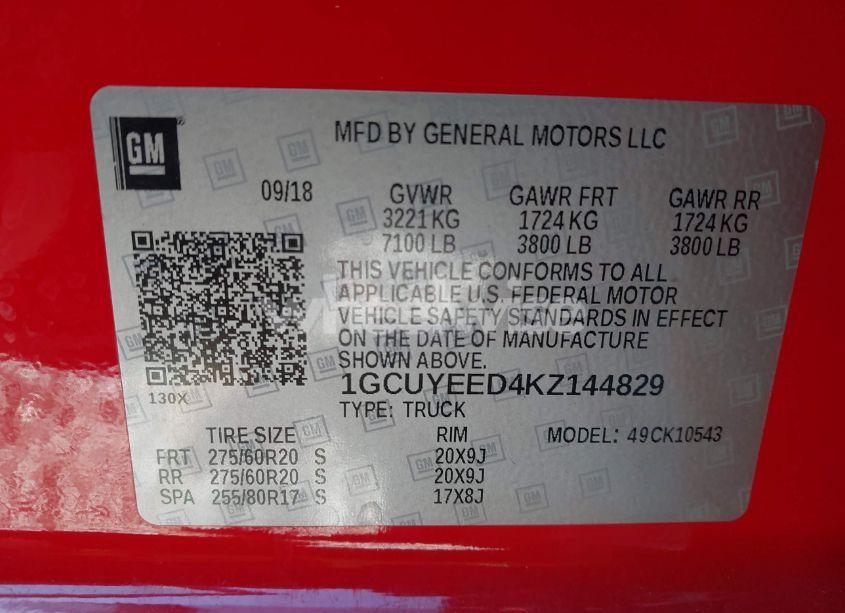 GM
MFD BY GENERAL MOTORS LLC
09/18 GVWR GAWR FRT GAWR RR
3221 KG 1724 KG 1724 KG
7100 LB 3800 LB 3800 LB
THIS VEHICLE CONFORMS TO ALL
APPLICABLE U.S. FEDERAL MOTOR
VEHICLE SAFETY STANDARDS IN EFFECT
ON THE DATE OF MANUFACTURE
SHOWN ABOVE.
130X
1GCUYEED4KZ144829
TYPE: TRUCK
TIRE SIZE RIM MODEL: 49CK10543
FRT 275/60R20 S 20X9J
RR 275/60R20 S 20X9J
SPA 255/80R17 S 17X8J